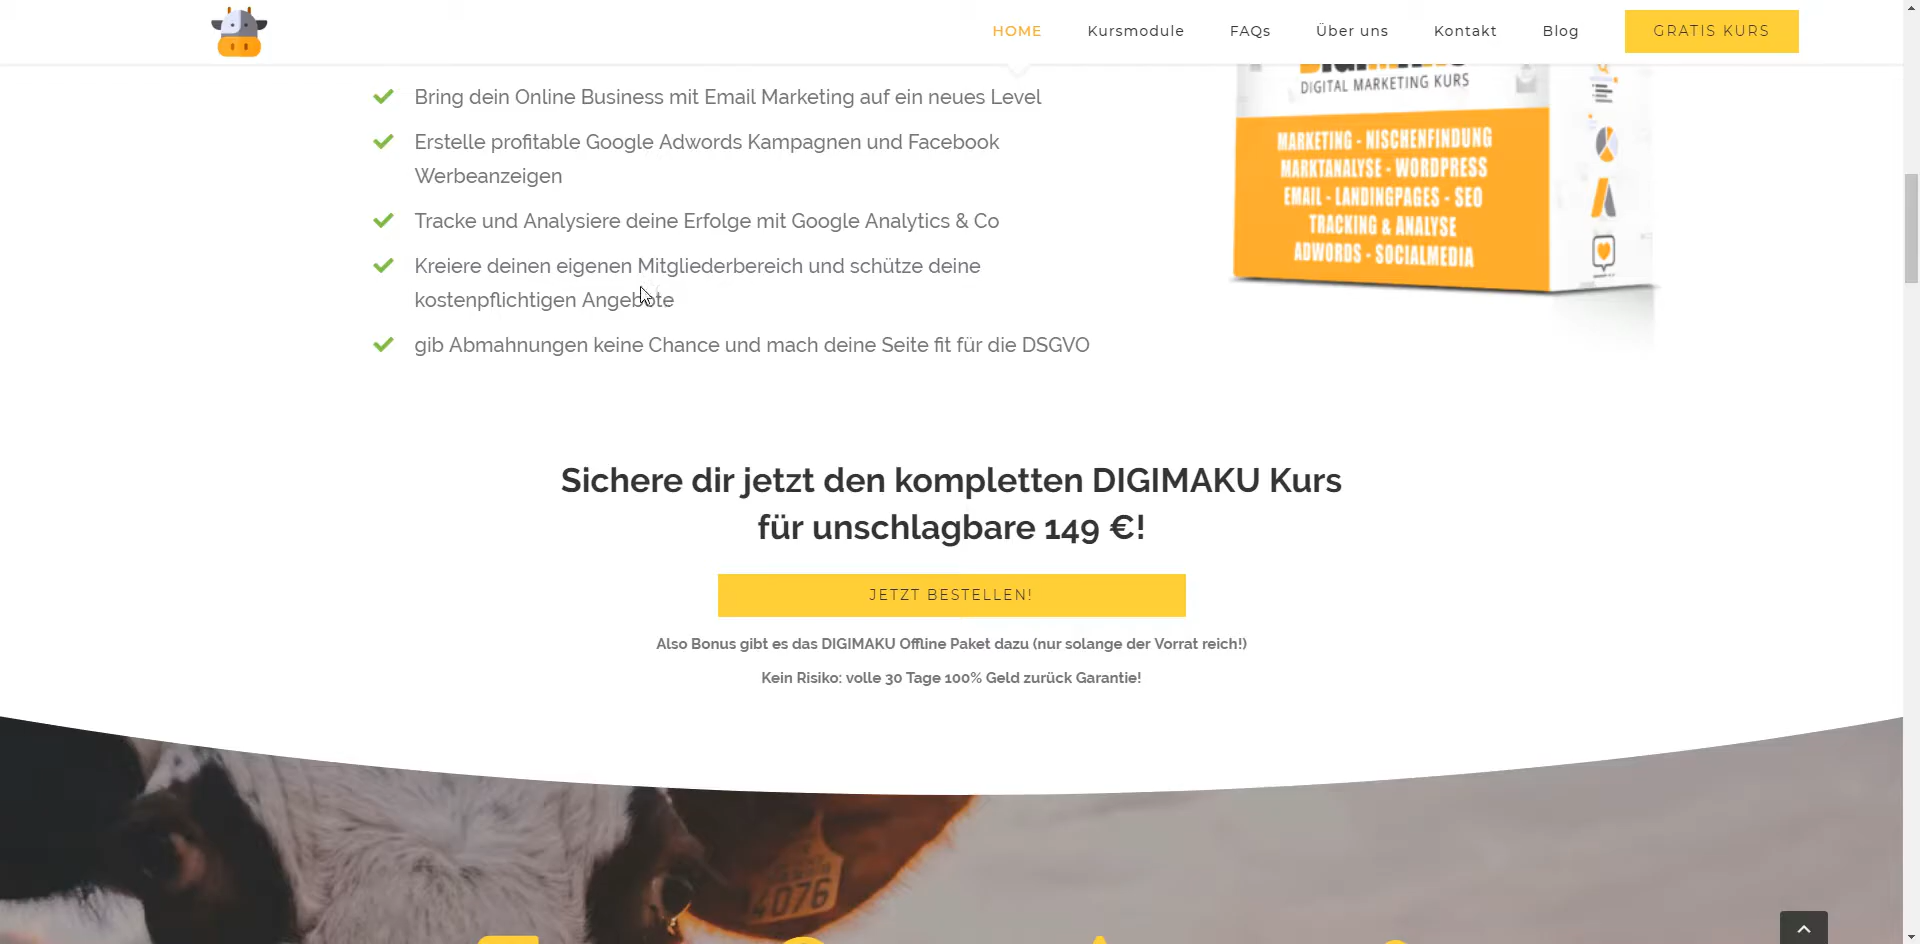 HOME Kursmodule FAQs Über uns Kontakt Blog GRATIS KURS
Bring dein Online Business mit Email Marketing auf ein neues Level
Erstelle profitable Google Adwords Kampagnen und Facebook
Werbeanzeigen
Tracke und Analysiere deine Erfolge mit Google Analytics & Co
Kreiere deinen eigenen Mitgliederbereich und schütze deine
kostenpflichtigen Angebote
gib Abmahnungen keine Chance und mach deine Seite fit für die DSGVO
DIGITAL MARKETING KURS
MARKETING - NISCHENFINDUNG
MARKTANALYSE - WORDPRESS
EMAIL - LANDINGPAGES - SEO
TRACKING & ANALYSE
ADWORDS - SOCIALMEDIA
Sichere dir jetzt den kompletten DIGIMAKU Kurs
für unschlagbare 149 €!
JETZT BESTELLEN!
Also Bonus gibt es das DIGIMAKU Offline Paket dazu (nur solange der Vorrat reich!)
Kein Risiko: volle 30 Tage 100% Geld zurück Garantie!
4076